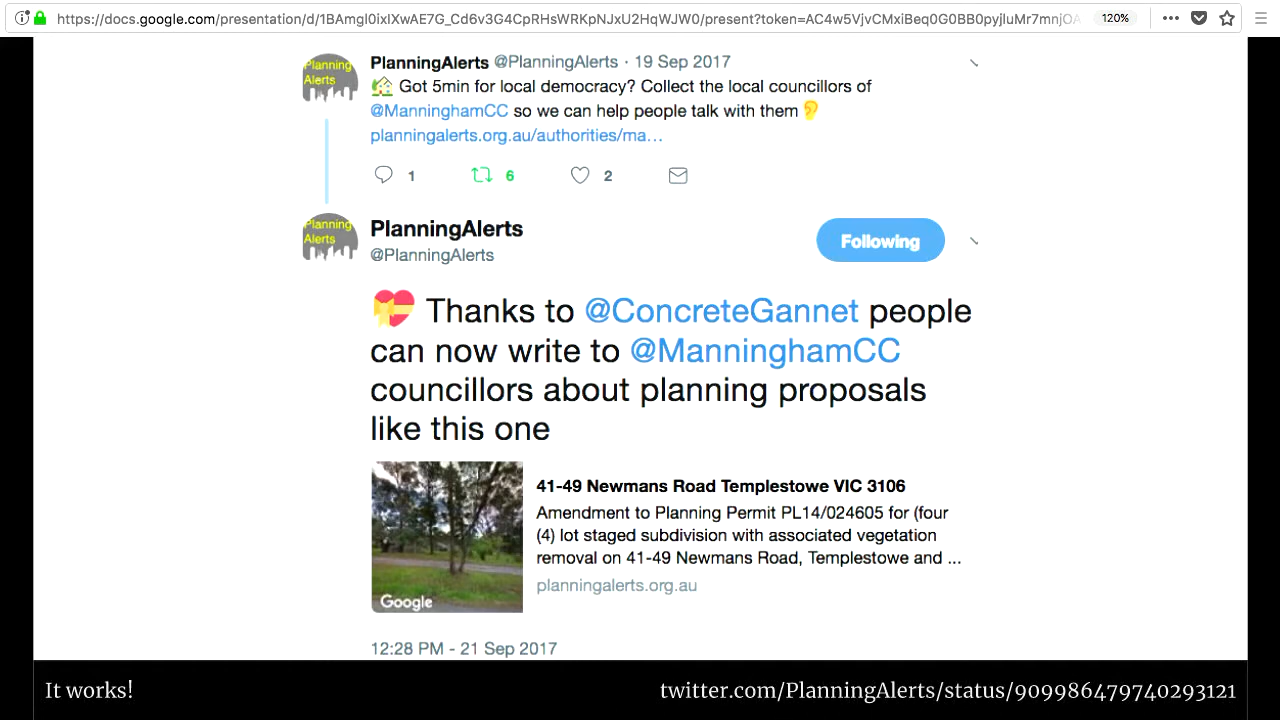 https://docs.google.com/presentation/d/1BAmgI0ixIXwAE7G_Cd6v3G4CpRHsWRKpNJxU2HqWJW0/present?token=AC4w5VjvCMxiBeq0G0BB0pyjluMr7mnjOA 120%
Planning Alerts
PlanningAlerts @PlanningAlerts · 19 Sep 2017
🏡 Got 5min for local democracy? Collect the local councillors of
@ManninghamCC so we can help people talk with them👂
planningalerts.org.au/authorities/ma…
1 6 2
Planning Alerts
PlanningAlerts
Following
@PlanningAlerts
💝 Thanks to @ConcreteGannet people
can now write to @ManninghamCC
councillors about planning proposals
like this one
41-49 Newmans Road Templestowe VIC 3106
Amendment to Planning Permit PL14/024605 for (four
(4) lot staged subdivision with associated vegetation
removal on 41-49 Newmans Road, Templestowe and ...
planningalerts.org.au
Google
12:28 PM - 21 Sep 2017
It works!
twitter.com/PlanningAlerts/status/909986479740293121